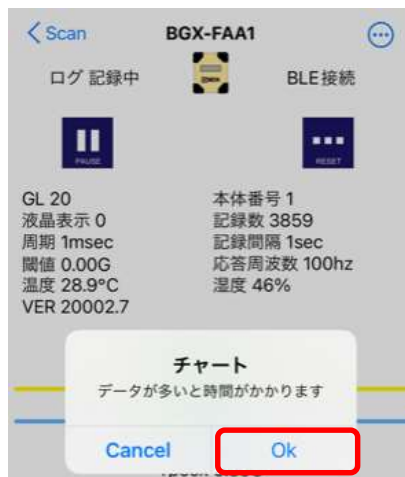 Scan
BGX-FAA1
ログ 記録中
BLE接続
PAUSE
RESET
GL 20
液晶表示 0
周期 1msec
閾値 0.00G
温度 28.9°C
VER 20002.7
本体番号 1
記録数 3859
記録間隔 1sec
応答周波数 100hz
湿度 46%
チャート
データが多いと時間がかかります
Cancel
Ok